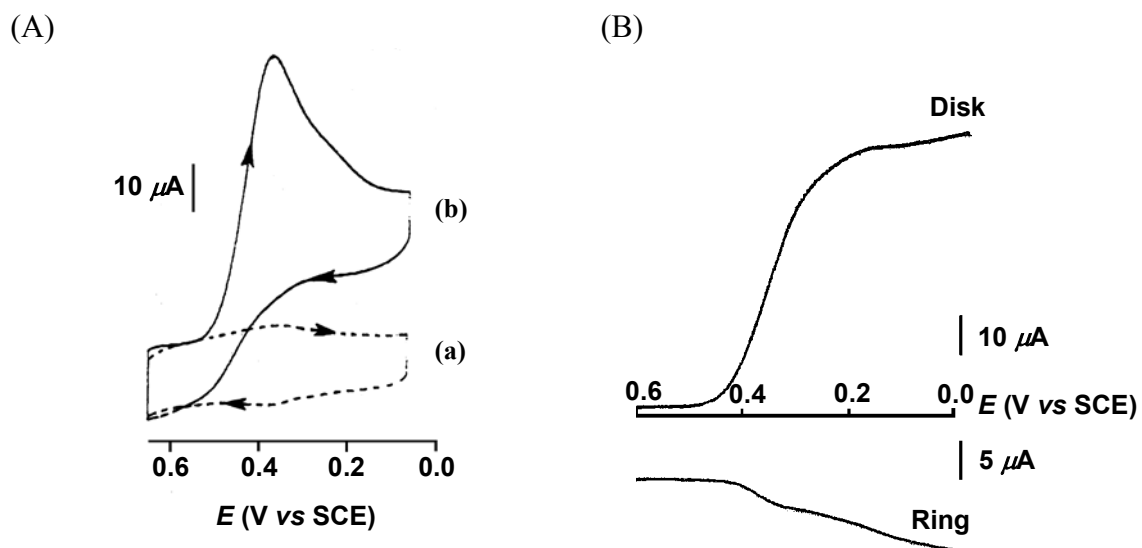 (A)
10 μA
(b)
(a)
0.6 0.4 0.2 0.0
E (V vs SCE)
(B)
Disk
10 μA
0.6 0.4 0.2 0.0 E (V vs SCE)
5 μA
Ring